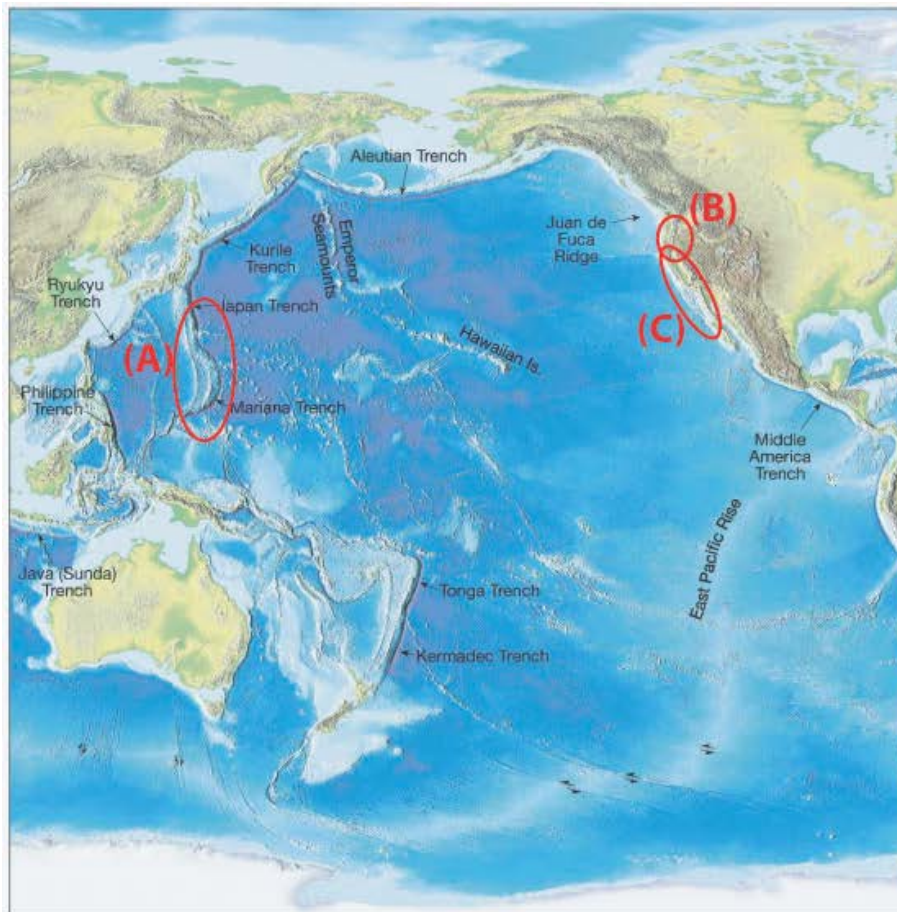 Aleutian Trench
(B)
Juan de
Fuca
Ridge
Emperor
Seamounts
Kurile
Trench
Ryukyu
Trench
Japan Trench
(C)
(A)
Hawaiian Is.
Philippine
Trench
Mariana Trench
Middle
America
Trench
East Pacific Rise
Java (Sunda)
Trench
Tonga Trench
Kermadec Trench